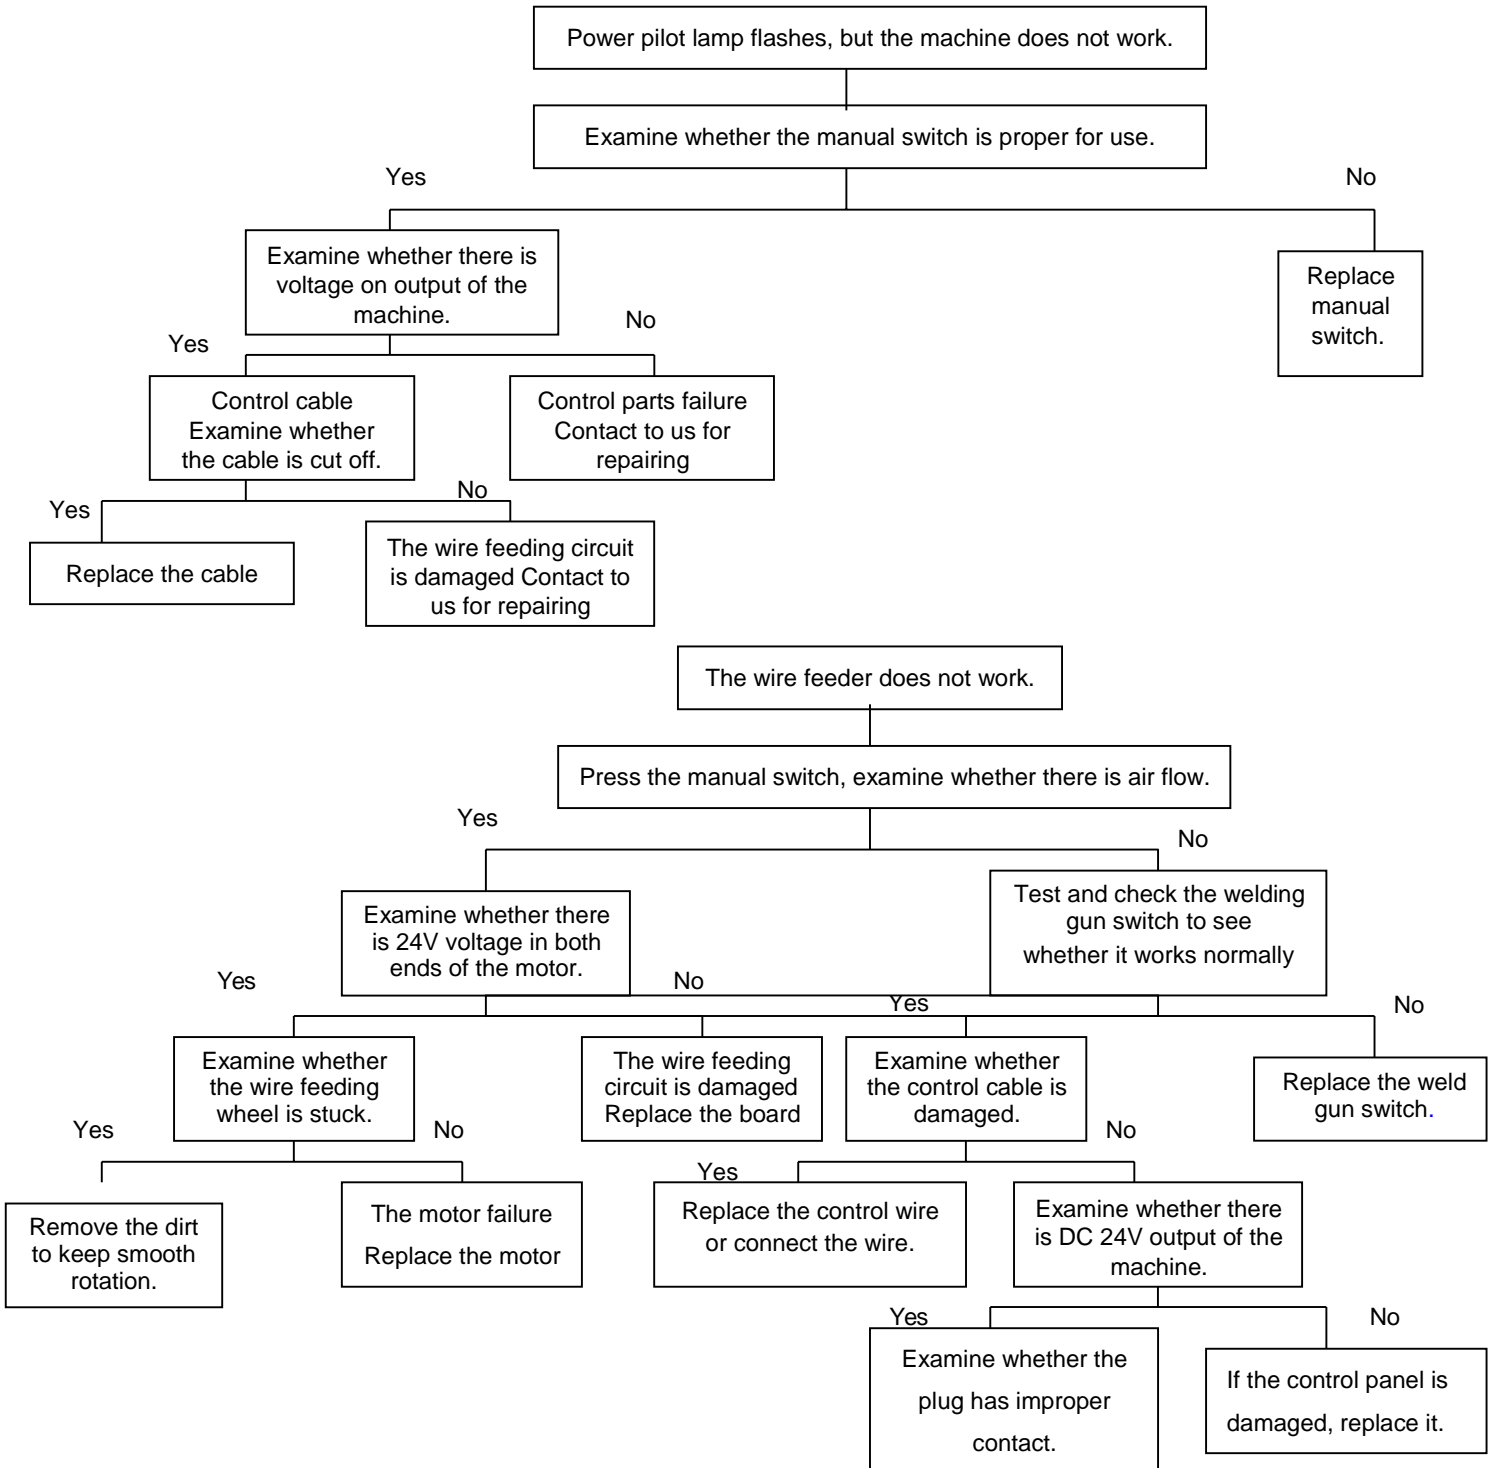 Power pilot lamp flashes, but the machine does not work.
Examine whether the manual switch is proper for use.
Yes
No
Examine whether there is
voltage on output of the
machine.
Replace
manual
switch.
Yes
No
Control cable
Examine whether
the cable is cut off.
Control parts failure
Contact to us for
repairing
Yes
No
Replace the cable
The wire feeding circuit
is damaged Contact to
us for repairing
The wire feeder does not work.
Press the manual switch, examine whether there is air flow.
Yes
No
Examine whether there
is 24V voltage in both
ends of the motor.
Test and check the welding
gun switch to see
whether it works normally
Yes
No
Yes
No
Examine whether
the wire feeding
wheel is stuck.
The wire feeding
circuit is damaged
Replace the board
Examine whether
the control cable is
damaged.
Replace the weld
gun switch.
Yes
No
Yes
No
Remove the dirt
to keep smooth
rotation.
The motor failure
Replace the motor
Replace the control wire
or connect the wire.
Examine whether there
is DC 24V output of the
machine.
Yes
No
Examine whether the
plug has improper
contact.
If the control panel is
damaged, replace it.